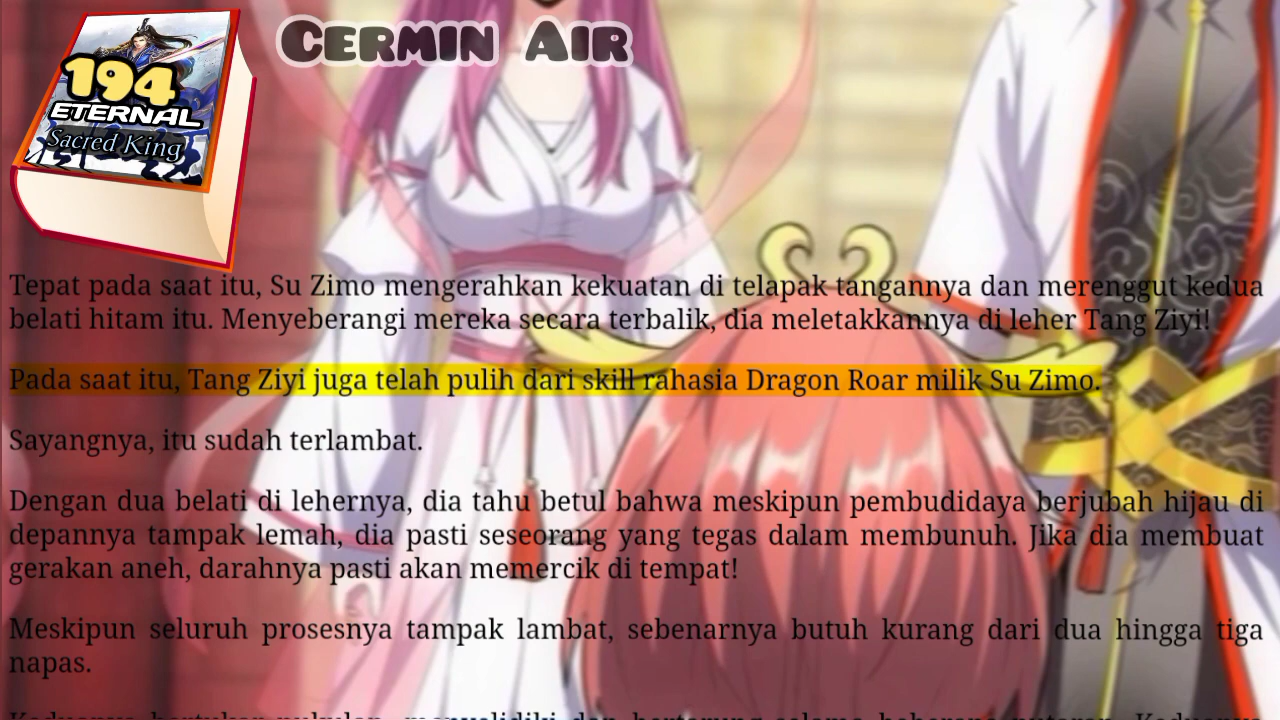 CERMIN AIR
194
ETERNAL
Sacred King
Tepat pada saat itu, Su Zimo mengerahkan kekuatan di telapak tangannya dan merenggut kedua
belati hitam itu. Menyeberangi mereka secara terbalik, dia meletakkannya di leher Tang Ziyi!
Pada saat itu, Tang Ziyi juga telah pulih dari skill rahasia Dragon Roar milik Su Zimo.
Sayangnya, itu sudah terlambat.
Dengan dua belati di lehernya, dia tahu betul bahwa meskipun pembudidaya berjubah hijau di
depannya tampak lemah, dia pasti seseorang yang tegas dalam membunuh. Jika dia membuat
gerakan aneh, darahnya pasti akan memercik di tempat!
Meskipun seluruh prosesnya tampak lambat, sebenarnya butuh kurang dari dua hingga tiga
napas.